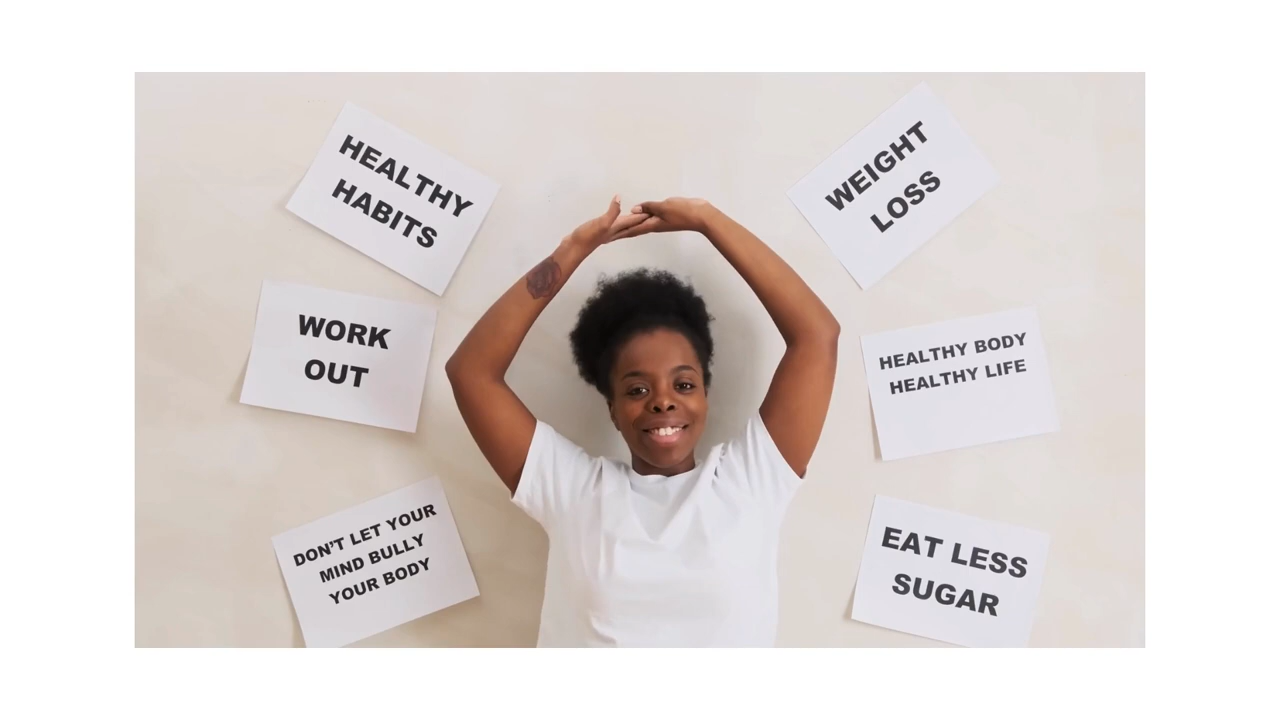 HEALTHY
HABITS
WEIGHT
LOSS
WORK
OUT
HEALTHY BODY
HEALTHY LIFE
DON'T LET YOUR
MIND BULLY
YOUR BODY
EAT LESS
SUGAR